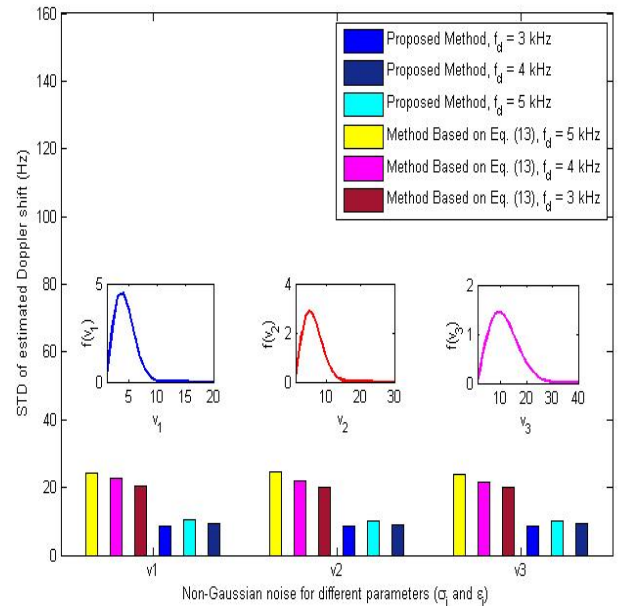 160
140
120
100
80
60
40
20
0
STD of estimated Doppler shift (Hz)
Proposed Method, f_d = 3 kHz
Proposed Method, f_d = 4 kHz
Proposed Method, f_d = 5 kHz
Method Based on Eq. (13), f_d = 5 kHz
Method Based on Eq. (13), f_d = 4 kHz
Method Based on Eq. (13), f_d = 3 kHz
5
0
f(v_1)
5 10 15 20
v_1
4
2
0
f(v_2)
10 20 30
v_2
2
1
0
f(v_3)
10 20 30 40
v_3
v1 v2 v3
Non-Gaussian noise for different parameters (σ_i and ε_i)